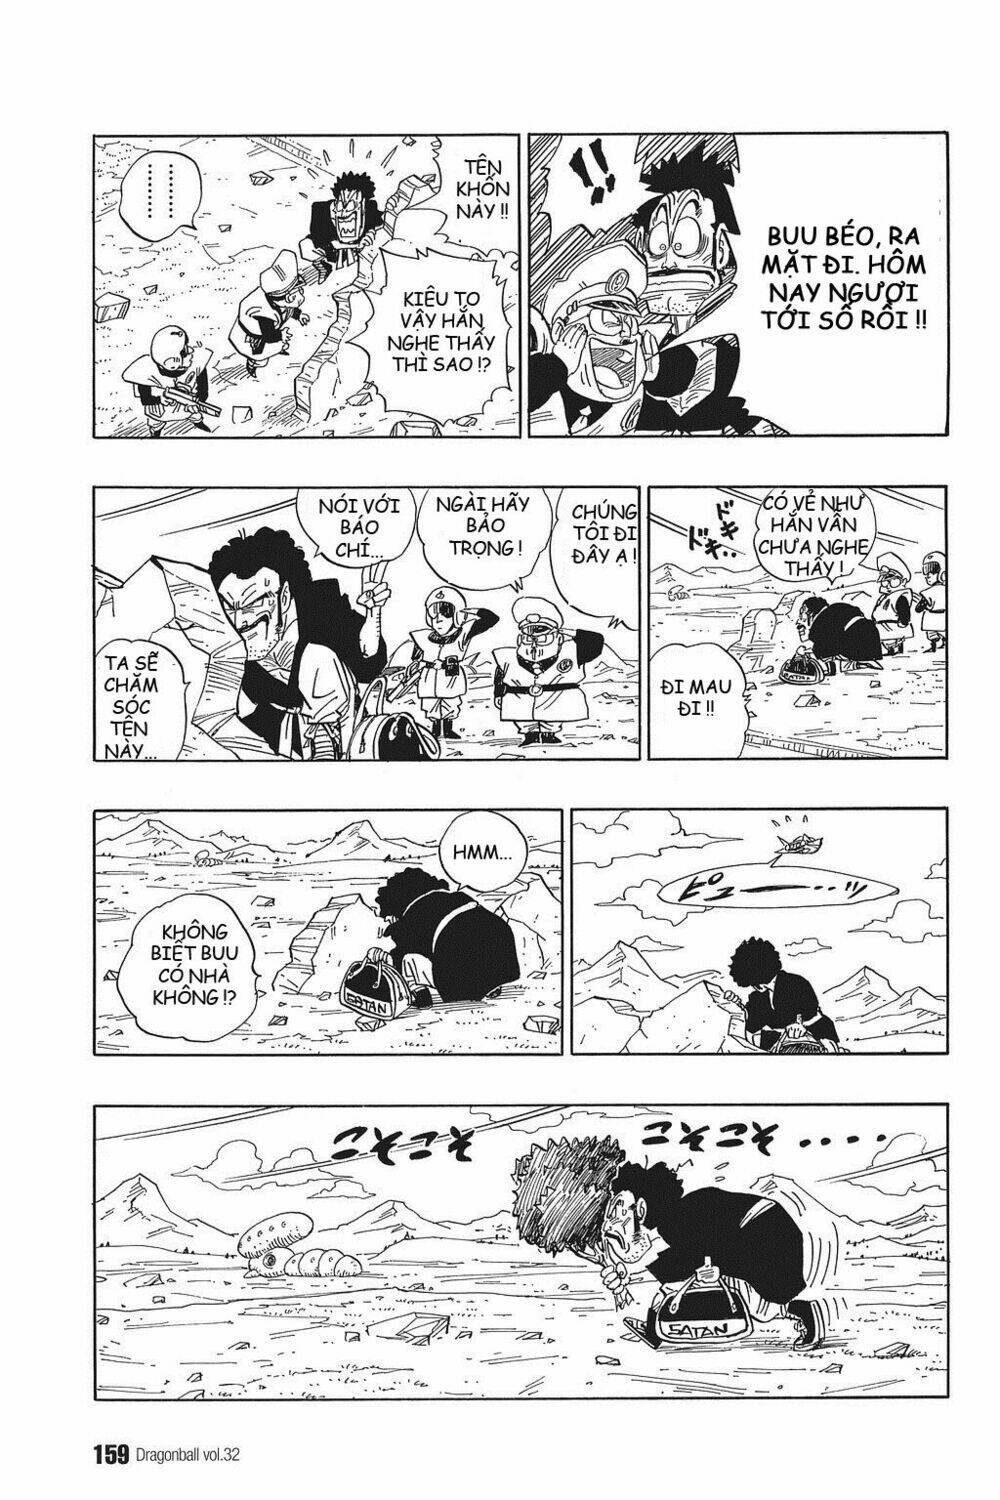 BUU BÉO, RA
MẶT ĐI. HÔM
NAY NGƯƠI
TỚI SỐ RỒI !!
!!
TÊN
KHỐN
NÀY !!
KIÊU TO
VẬY HẮN
NGHE THẤY
THÌ SAO !?
CÓ VẺ NHƯ
HẮN VẪN
CHƯA NGHE
THẤY !
ドキ
ドキ..
ĐI MAU
ĐI !!
SATAN
CHÚNG
TÔI ĐI
ĐÂY Ạ !
NGÀI HÃY
BẢO
TRỌNG !
NÓI VỚI
BÁO
CHÍ...
TA SẼ
CHĂM
SÓC
TÊN
NÀY...
ピュー・・・ッ
HMM...
KHÔNG
BIẾT BUU
CÓ NHÀ
KHÔNG !?
SATAN
こそこそ・・・・
こそこそ
SATAN
159 Dragonball vol.32